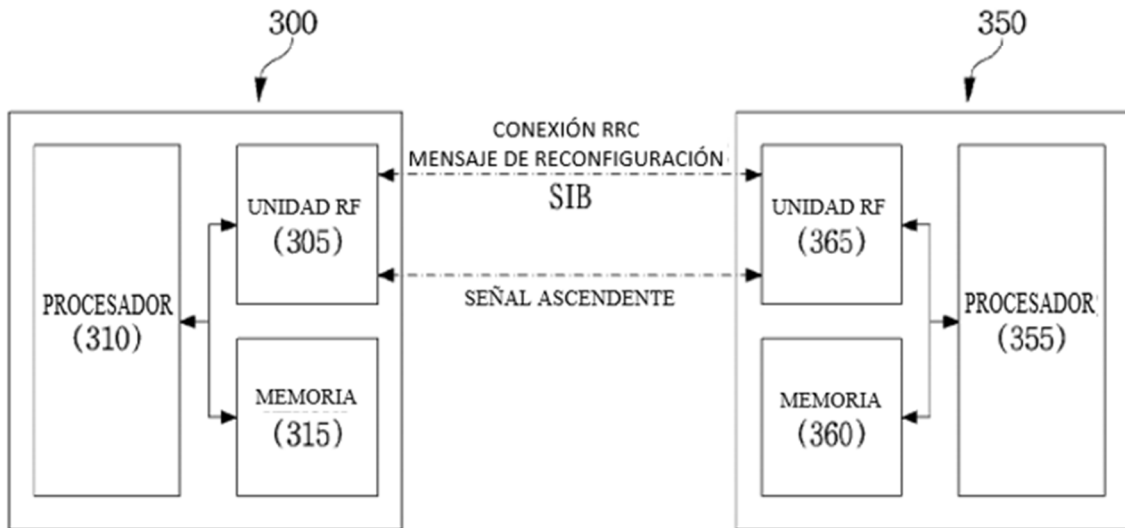 300
350
CONEXIÓN RRC
MENSAJE DE RECONFIGURACIÓN
SIB
UNIDAD RF
(305)
UNIDAD RF
(365)
SEÑAL ASCENDENTE
PROCESADOR
(310)
PROCESADOR
(355)
MEMORIA
(315)
MEMORIA
(360)